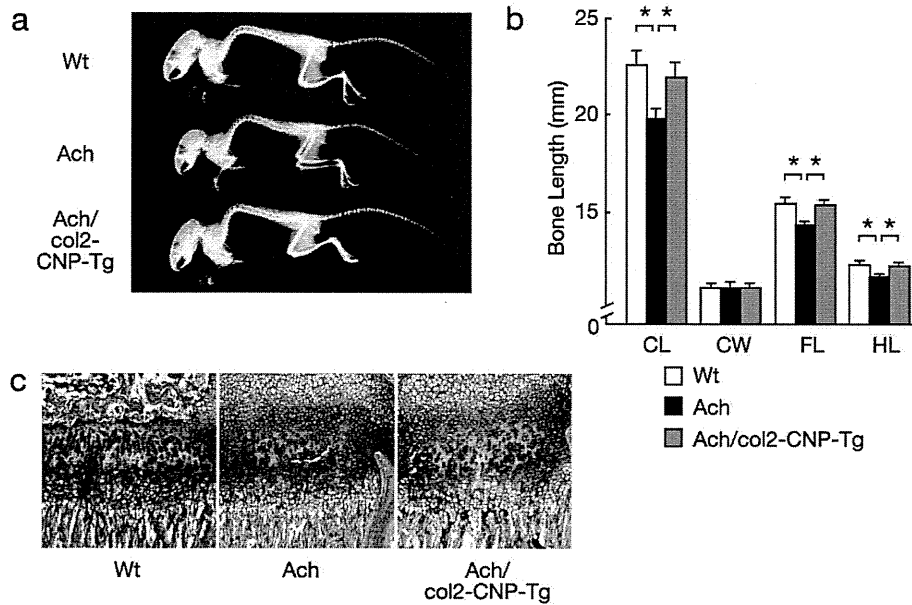 a
Wt
Ach
Ach/
col2-
CNP-Tg
b
Bone Length (mm)
25
20
15
0
* *
* *
* *
CL CW FL HL
Wt
Ach
Ach/col2-CNP-Tg
c
Wt
Ach
Ach/
col2-CNP-Tg